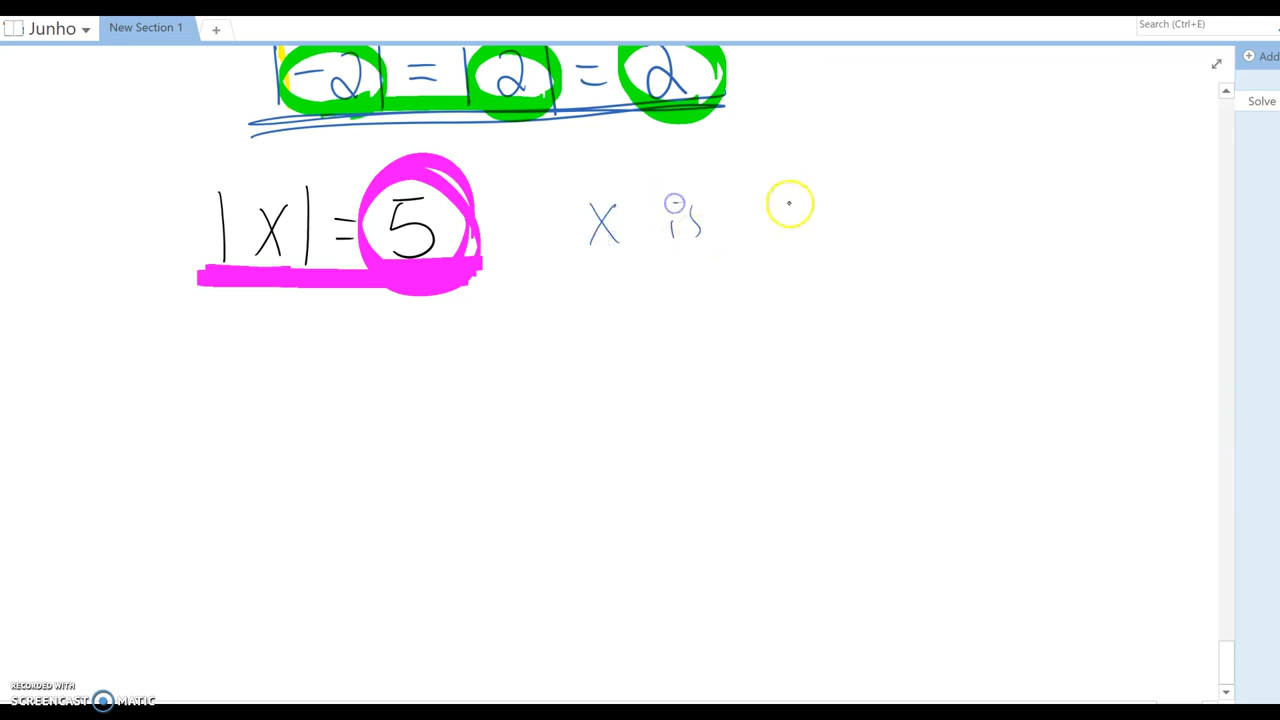 Junho
New Section 1
+
Search (Ctrl+E)
Add
Solve
|-2| = |2| = 2
|X| = 5
X is
RECORDED WITH
SCREENCAST MATIC